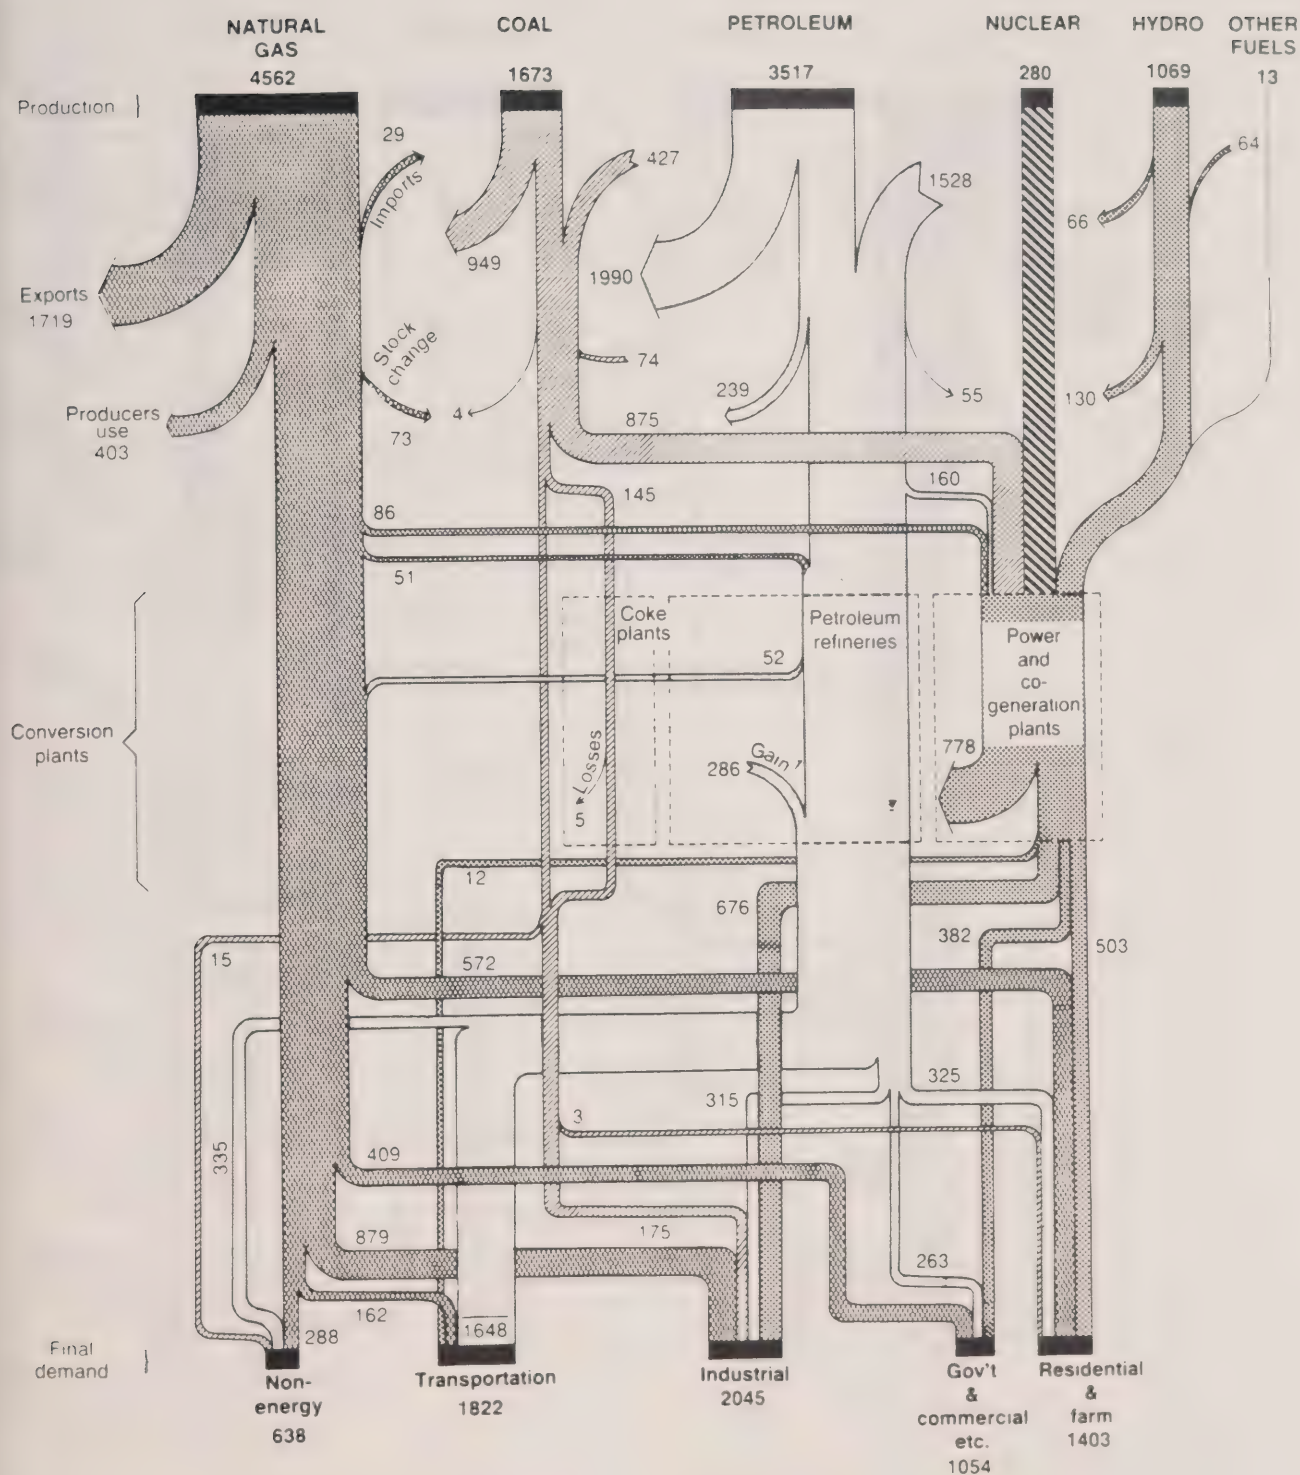 NATURAL
GAS
4562
COAL
1673
PETROLEUM
3517
NUCLEAR
280
HYDRO
1069
OTHER
FUELS
13
Production
29
Imports
427
1528
64
66
949
1990
Exports
1719
Stock
change
74
239
55
130
Producers
use
403
73
4
875
160
145
86
51
Coke
plants
Petroleum
refineries
Power
and
co-
generation
plants
52
Conversion
plants
Losses
5
286
Gain 1
778
12
676
382
503
15
572
325
315
3
335
409
879
175
263
162
288
1648
Final
demand
Non-
energy
638
Transportation
1822
Industrial
2045
Gov't
&
commercial
etc.
1054
Residential
&
farm
1403